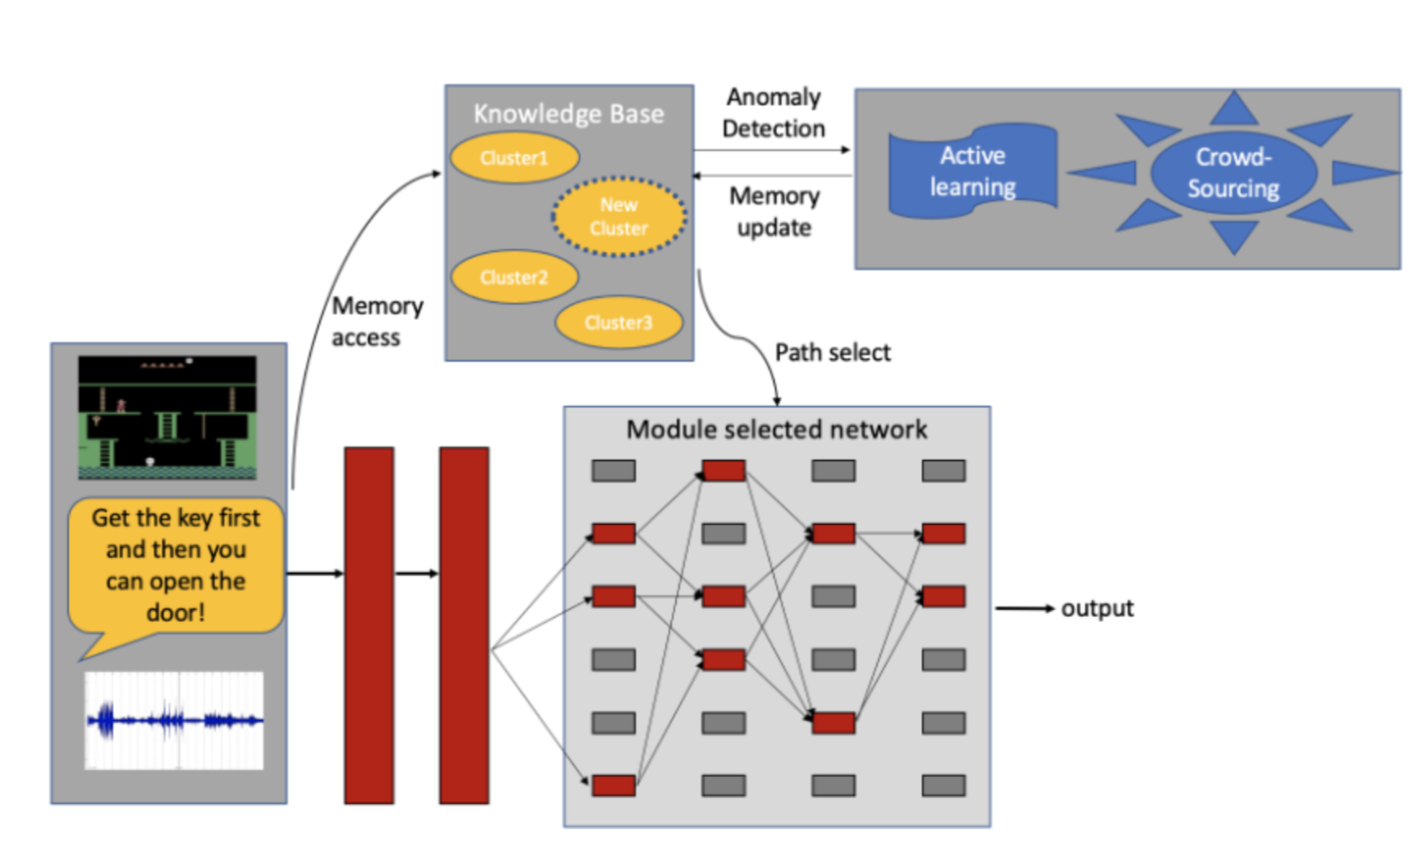 Knowledge Base
Cluster1
New
Cluster
Cluster2
Cluster3
Anomaly
Detection
Memory
update
Active
learning
Crowd-
Sourcing
Memory
access
Path select
Get the key first
and then you
can open the
door!
Module selected network
output